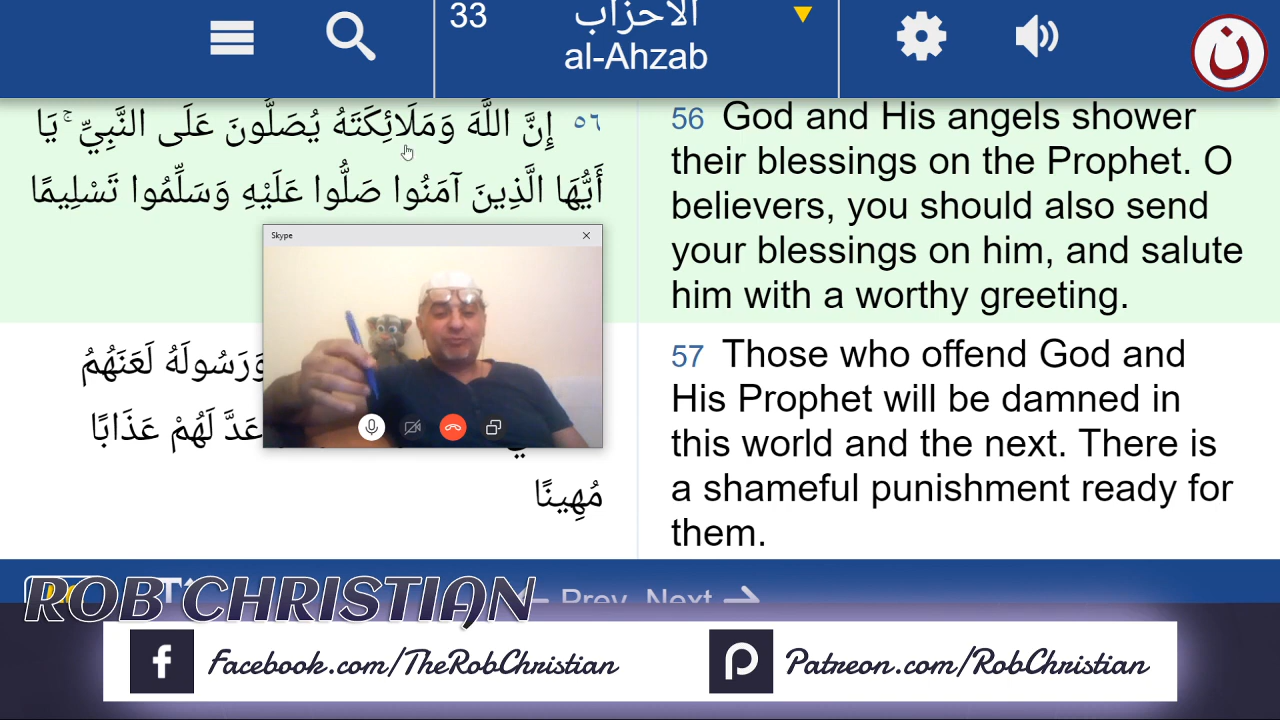 33
الأحزاب
al-Ahzab
ن
٥٦ إِنَّ اللَّهَ وَمَلَائِكَتَهُ يُصَلُّونَ عَلَى النَّبِيِّ ۚ يَا
أَيُّهَا الَّذِينَ آمَنُوا صَلُّوا عَلَيْهِ وَسَلِّمُوا تَسْلِيمًا
وَرَسُولَهُ لَعَنَهُمُ
لَهُمْ عَذَابًا
مُهِينًا
56 God and His angels shower
their blessings on the Prophet. O
believers, you should also send
your blessings on him, and salute
him with a worthy greeting.
57 Those who offend God and
His Prophet will be damned in
this world and the next. There is
a shameful punishment ready for
them.
Skype
Prev Next
ROB CHRISTIAN
Facebook.com/TheRobChristian
Patreon.com/RobChristian